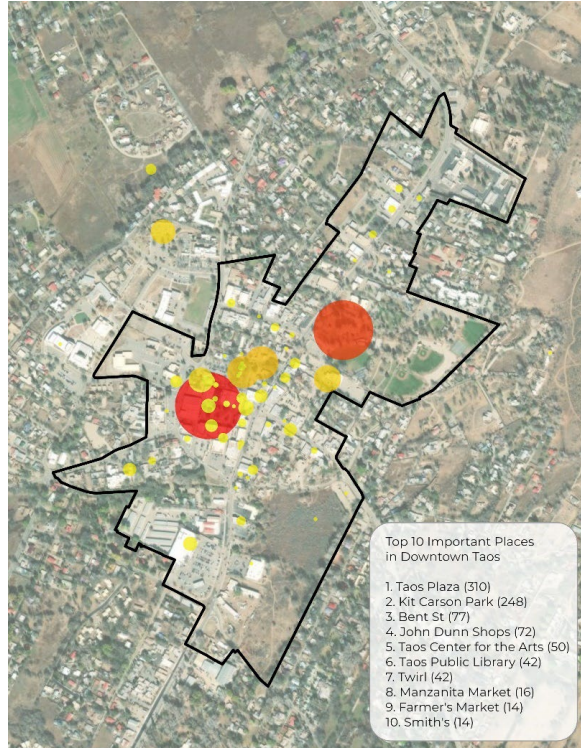 Top 10 Important Places
in Downtown Taos
1. Taos Plaza (310)
2. Kit Carson Park (248)
3. Bent St (77)
4. John Dunn Shops (72)
5. Taos Center for the Arts (50)
6. Taos Public Library (42)
7. Twirl (42)
8. Manzanita Market (16)
9. Farmer's Market (14)
10. Smith's (14)